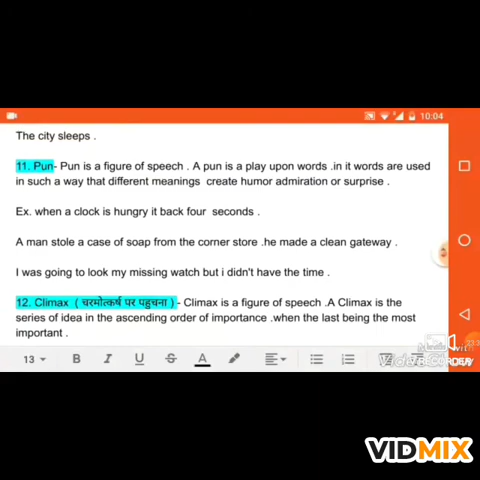 10:04
The city sleeps .
11. Pun- Pun is a figure of speech . A pun is a play upon words .in it words are used
in such a way that different meanings create humor admiration or surprise .
Ex. when a clock is hungry it back four seconds .
A man stole a case of soap from the corner store .he made a clean gateway .
I was going to look my missing watch but i didn't have the time .
12. Climax ( चरमोत्कर्ष पर पहुचना )- Climax is a figure of speech .A Climax is the
series of idea in the ascending order of importance .when the last being the most
important .
13 B I U S A
VIDMIX